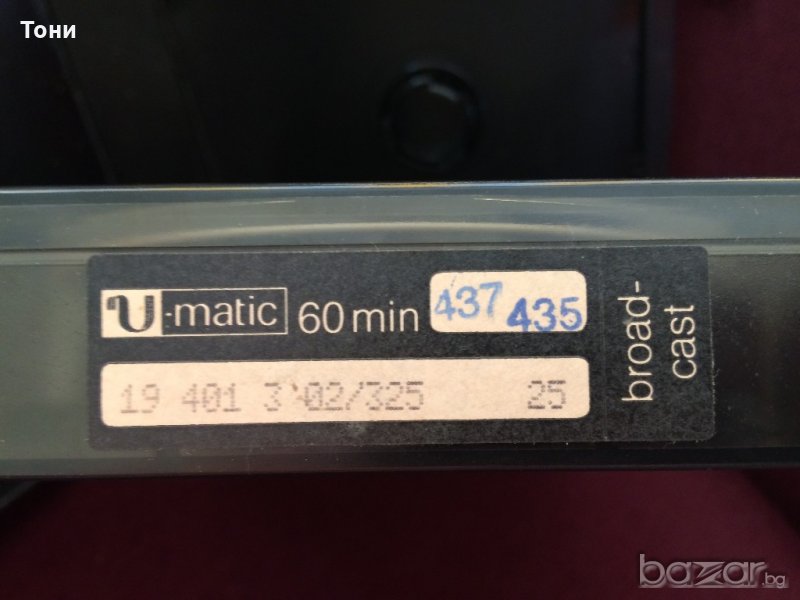 Тони
U-matic 60 min 437 435
19 401 3 02/325 25
broad-
cast
bazar.bg